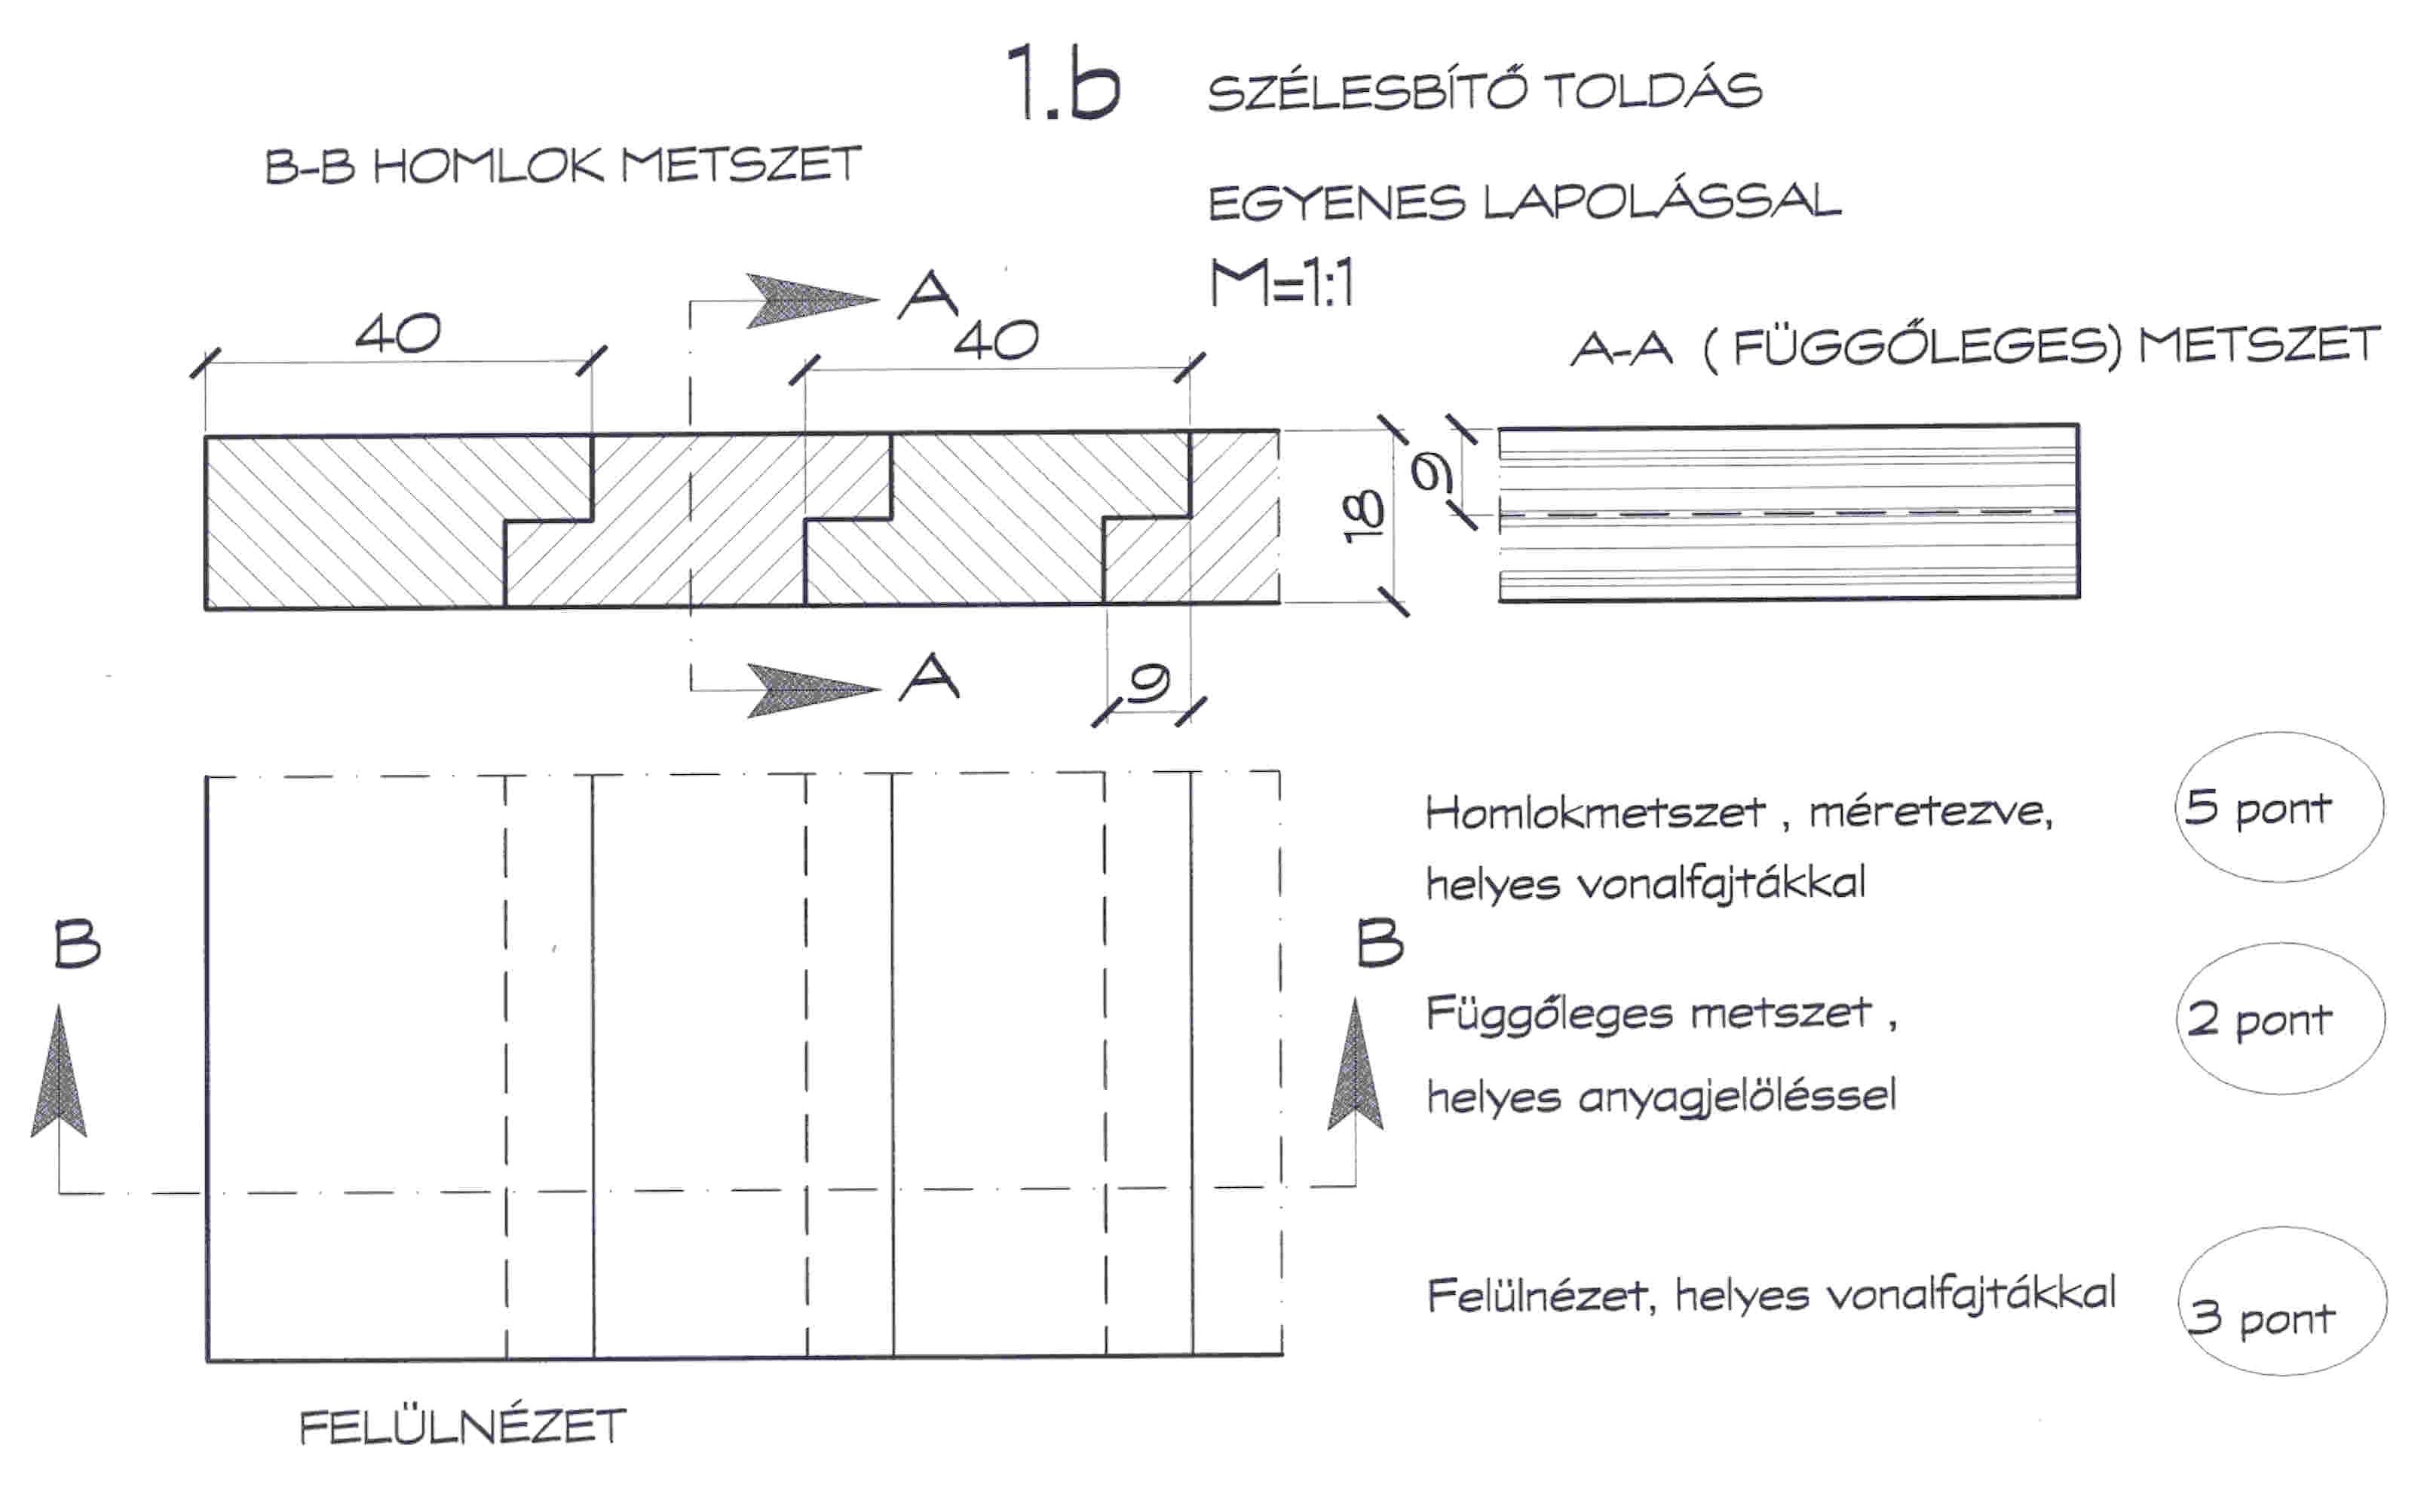 1.b
SZÉLESBÍTŐ TOLDÁS
B-B HOMLOK METSZET
EGYENES LAPOLÁSSAL
M=1:1
A
40
40
A-A ( FÜGGŐLEGES) METSZET
9
18
A
9
Homlokmetszet , méretezve,
helyes vonalfajtákkal
5 pont
B
B
Függőleges metszet ,
helyes anyagjelöléssel
2 pont
Felülnézet, helyes vonalfajtákkal
3 pont
FELÜLNÉZET